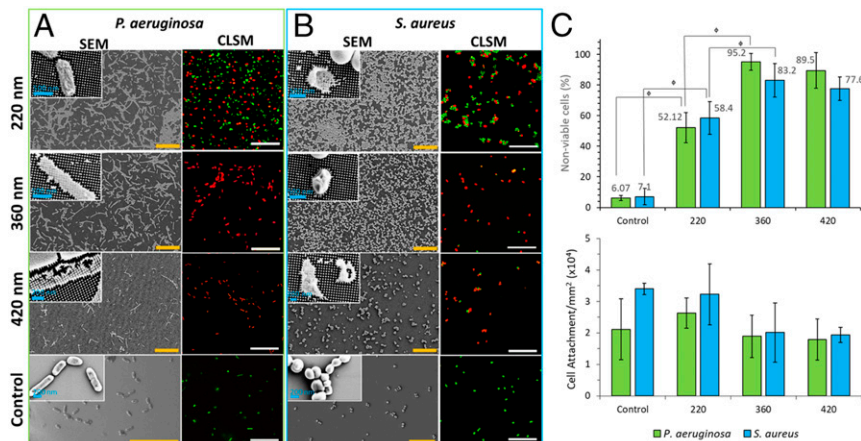 A
P. aeruginosa
SEM
CLSM
B
S. aureus
SEM
CLSM
220 nm
360 nm
420 nm
Control
C
Non-viable cells (%)
100
80
60
40
20
0
6.07
7.1
52.12
58.4
95.2
83.2
89.5
77.6
ɸ
ɸ
ɸ
ɸ
Control
220
360
420
Cell Attachment/mm² (x10⁴)
5
4
3
2
1
0
Control
220
360
420
P. aeruginosa
S. aureus